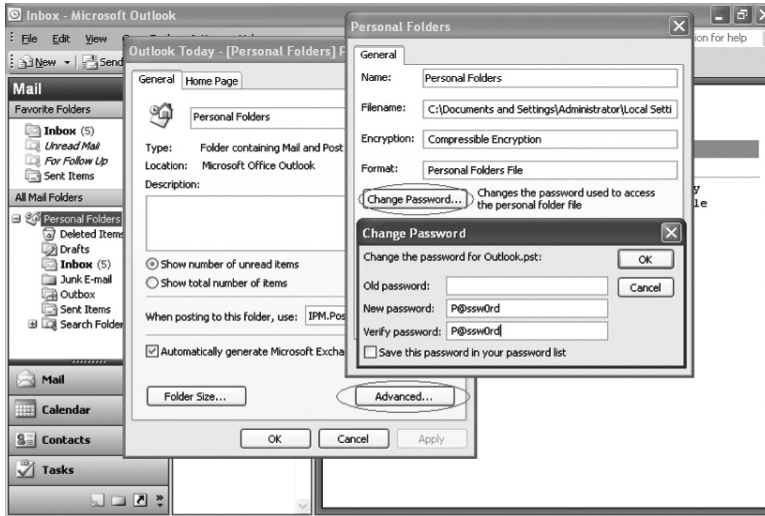 Inbox - Microsoft Outlook
File Edit View
ion for help
New Send
Mail
Favorite Folders
Inbox (5)
Unread Mail
For Follow Up
Sent Items
All Mail Folders
Personal Folders
Deleted Items
Drafts
Inbox (5)
Junk E-mail
Outbox
Sent Items
Search Folder
Mail
Calendar
Contacts
Tasks
Outlook Today - [Personal Folders] P
General Home Page
Personal Folders
Type: Folder containing Mail and Post
Location: Microsoft Office Outlook
Description:
Show number of unread items
Show total number of items
When posting to this folder, use: IPM.Pos
Automatically generate Microsoft Excha
Folder Size... Advanced...
OK Cancel Apply
Personal Folders
General
Name: Personal Folders
Filename: C:\Documents and Settings\Administrator\Local Setti
Encryption: Compressible Encryption
Format: Personal Folders File
Change Password... Changes the password used to access
the personal folder file
Change Password
Change the password for Outlook.pst:
OK
Old password:
Cancel
New password: P@ssw0rd
Verify password: P@ssw0rd
Save this password in your password list
y
le